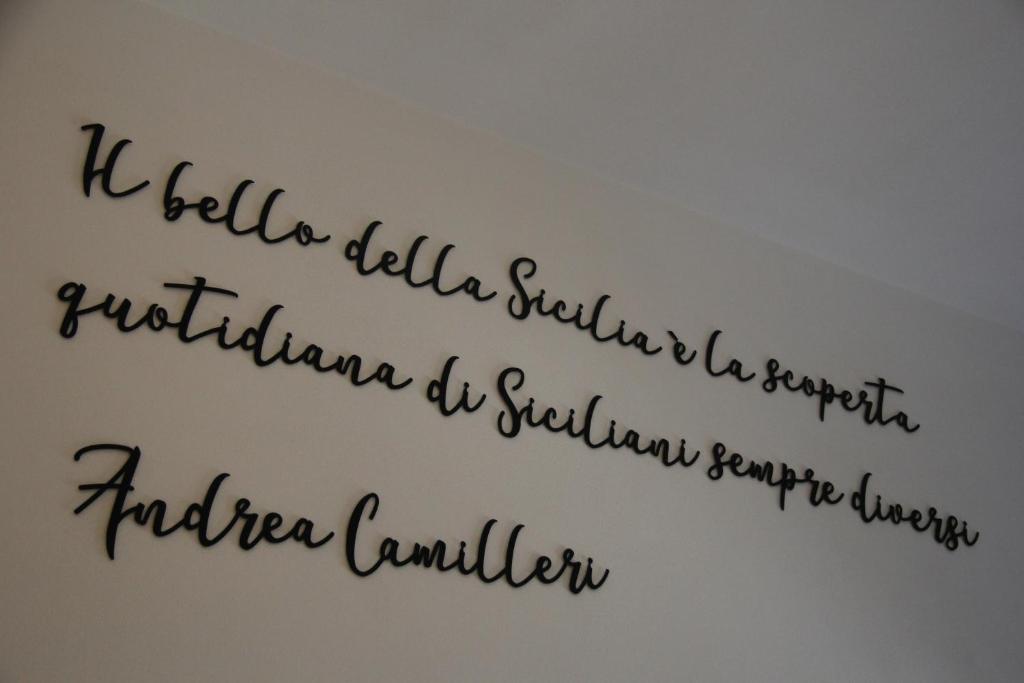 Il bello della Sicilia è la scoperta
quotidiana di Siciliani sempre diversi
Andrea Camilleri